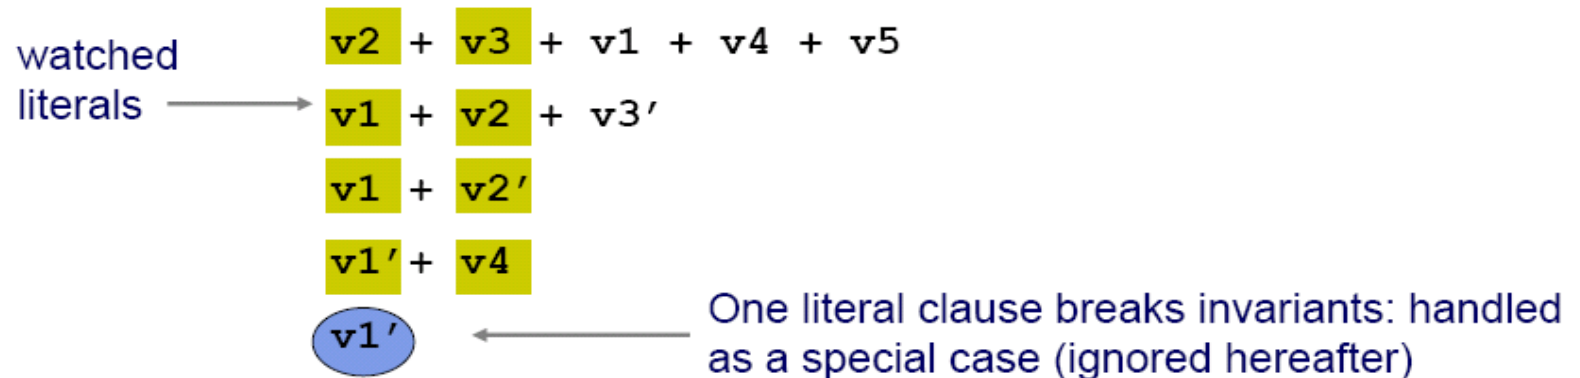 watched
literals
v2 + v3 + v1 + v4 + v5
v1 + v2 + v3′
v1 + v2′
v1′ + v4
v1′
One literal clause breaks invariants: handled
as a special case (ignored hereafter)